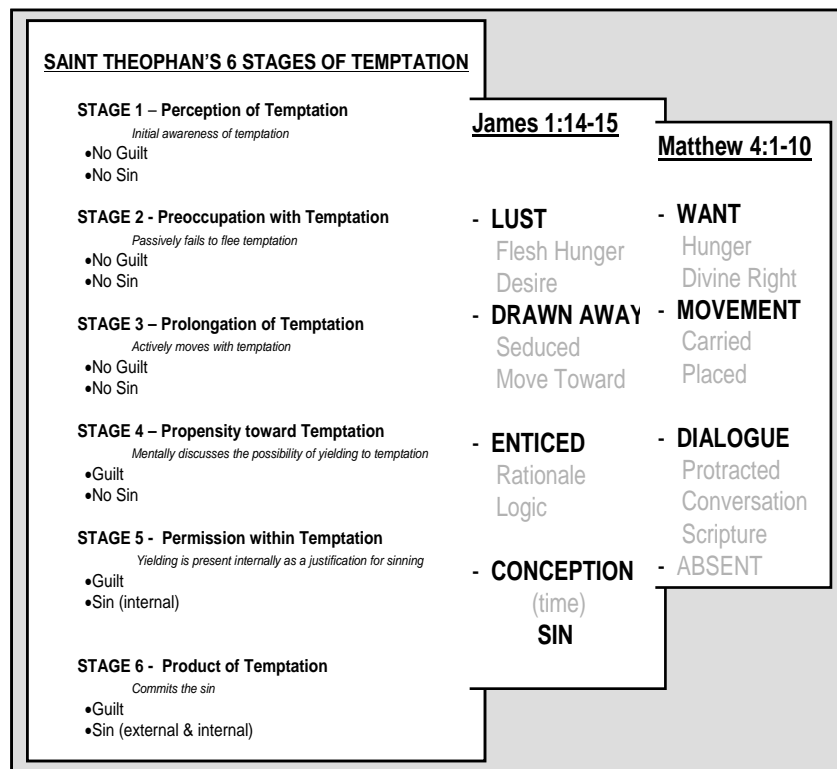 SAINT THEOPHAN'S 6 STAGES OF TEMPTATION
STAGE 1 – Perception of Temptation
Initial awareness of temptation
•No Guilt
•No Sin
STAGE 2 - Preoccupation with Temptation
Passively fails to flee temptation
•No Guilt
•No Sin
STAGE 3 – Prolongation of Temptation
Actively moves with temptation
•No Guilt
•No Sin
STAGE 4 – Propensity toward Temptation
Mentally discusses the possibility of yielding to temptation
•Guilt
•No Sin
STAGE 5 - Permission within Temptation
Yielding is present internally as a justification for sinning
•Guilt
•Sin (internal)
STAGE 6 - Product of Temptation
Commits the sin
•Guilt
•Sin (external & internal)
James 1:14-15
- LUST
Flesh Hunger
Desire
- DRAWN AWAY
Seduced
Move Toward
- ENTICED
Rationale
Logic
- CONCEPTION
(time)
SIN
Matthew 4:1-10
- WANT
Hunger
Divine Right
- MOVEMENT
Carried
Placed
- DIALOGUE
Protracted
Conversation
Scripture
- ABSENT